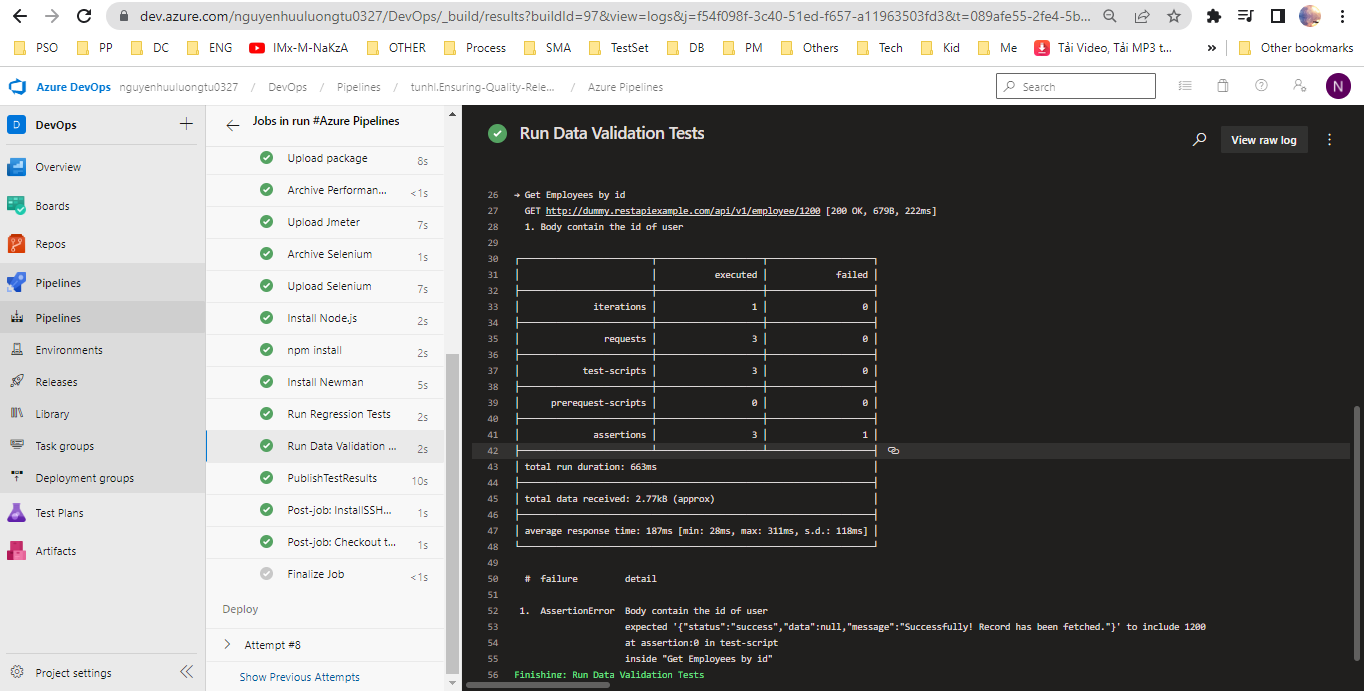 dev.azure.com/nguyenhuuluongtu0327/DevOps/_build/results?buildId=97&view=logs&j=f54f098f-3c40-51ed-f657-a11963503fd3&t=089afe55-2fe4-5b...
PSO PP DC ENG IMx-M-NaKzA OTHER Process SMA TestSet DB PM Others Tech Kid Me Tải Video, Tải MP3 t... » Other bookmarks
Azure DevOps nguyenhuuluongtu0327 / DevOps / Pipelines / tunhl.Ensuring-Quality-Rele... / Azure Pipelines Search N
D DevOps
Overview
Boards
Repos
Pipelines
Pipelines
Environments
Releases
Library
Task groups
Deployment groups
Test Plans
Artifacts
Project settings
Jobs in run #Azure Pipelines
Upload package 8s
Archive Performan... <1s
Upload Jmeter 7s
Archive Selenium 1s
Upload Selenium 7s
Install Node.js 2s
npm install 2s
Install Newman 5s
Run Regression Tests 2s
Run Data Validation ... 2s
PublishTestResults 10s
Post-job: InstallSSH... 1s
Post-job: Checkout t... 1s
Finalize Job <1s
Deploy
Attempt #8
Show Previous Attempts
Run Data Validation Tests
View raw log
26 → Get Employees by id
27 GET http://dummy.restapiexample.com/api/v1/employee/1200 [200 OK, 679B, 222ms]
28 1. Body contain the id of user
29
30
31 executed failed
32
33 iterations 1 0
34
35 requests 3 0
36
37 test-scripts 3 0
38
39 prerequest-scripts 0 0
40
41 assertions 3 1
42
43 total run duration: 663ms
44
45 total data received: 2.77kB (approx)
46
47 average response time: 187ms [min: 28ms, max: 311ms, s.d.: 118ms]
48
49
50 # failure detail
51
52 1. AssertionError Body contain the id of user
53 expected '{"status":"success","data":null,"message":"Successfully! Record has been fetched."}' to include 1200
54 at assertion:0 in test-script
55 inside "Get Employees by id"
56 Finishing: Run Data Validation Tests